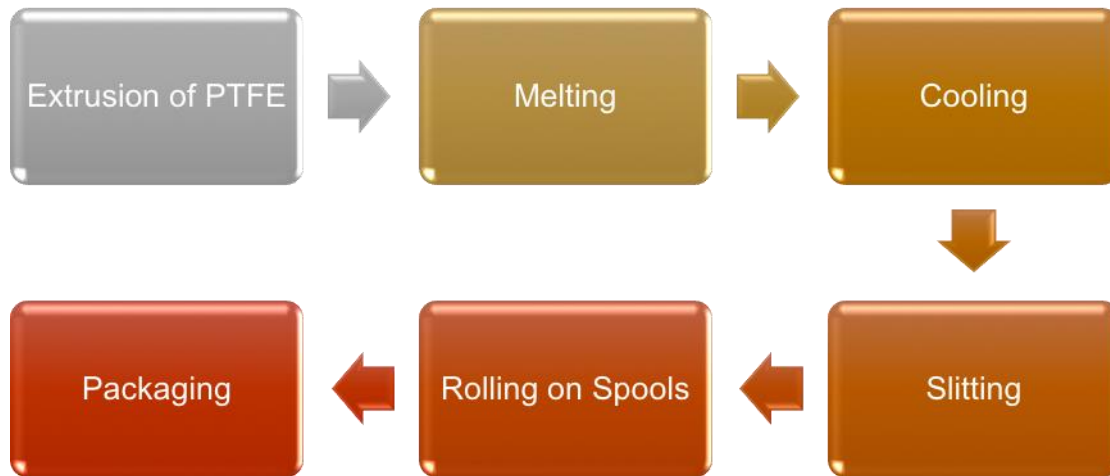 Extrusion of PTFE
Melting
Cooling
Slitting
Rolling on Spools
Packaging